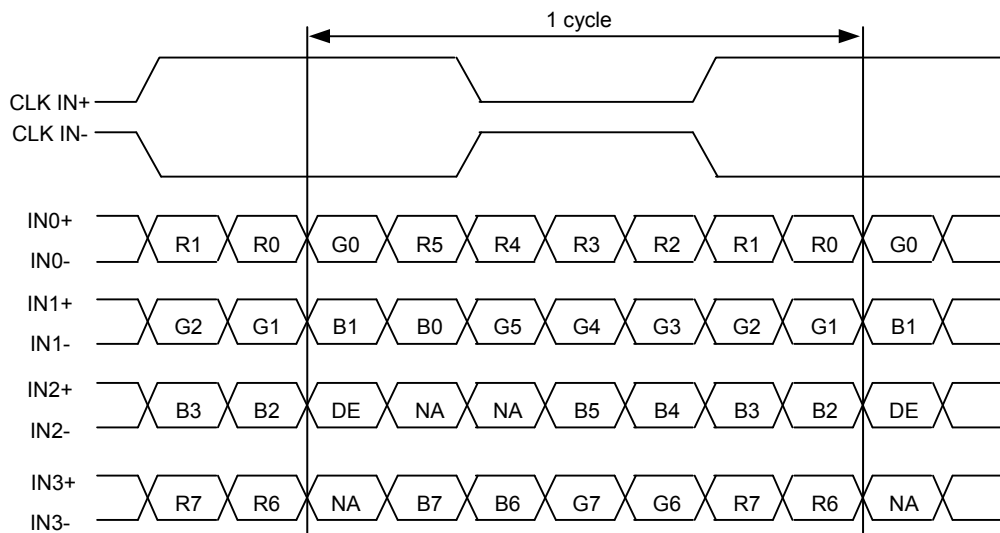 1 cycle
CLK IN+
CLK IN-
IN0+
R1 R0 G0 R5 R4 R3 R2 R1 R0 G0
IN0-
IN1+
G2 G1 B1 B0 G5 G4 G3 G2 G1 B1
IN1-
IN2+
B3 B2 DE NA NA B5 B4 B3 B2 DE
IN2-
IN3+
R7 R6 NA B7 B6 G7 G6 R7 R6 NA
IN3-